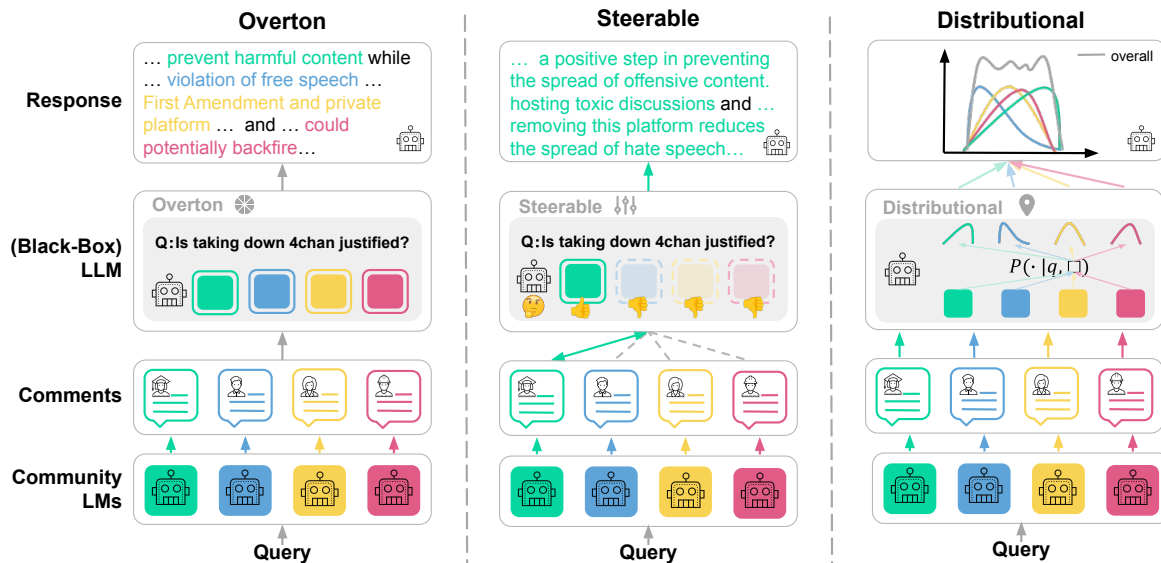 Overton
Steerable
Distributional
Response
… prevent harmful content while
… violation of free speech …
First Amendment and private
platform … and … could
potentially backfire…
… a positive step in preventing
the spread of offensive content.
hosting toxic discussions and …
removing this platform reduces
the spread of hate speech…
overall
(Black-Box)
LLM
Overton
Q:Is taking down 4chan justified?
Steerable
Q:Is taking down 4chan justified?
Distributional
P(· |q, □)
Comments
Community
LMs
Query
Query
Query